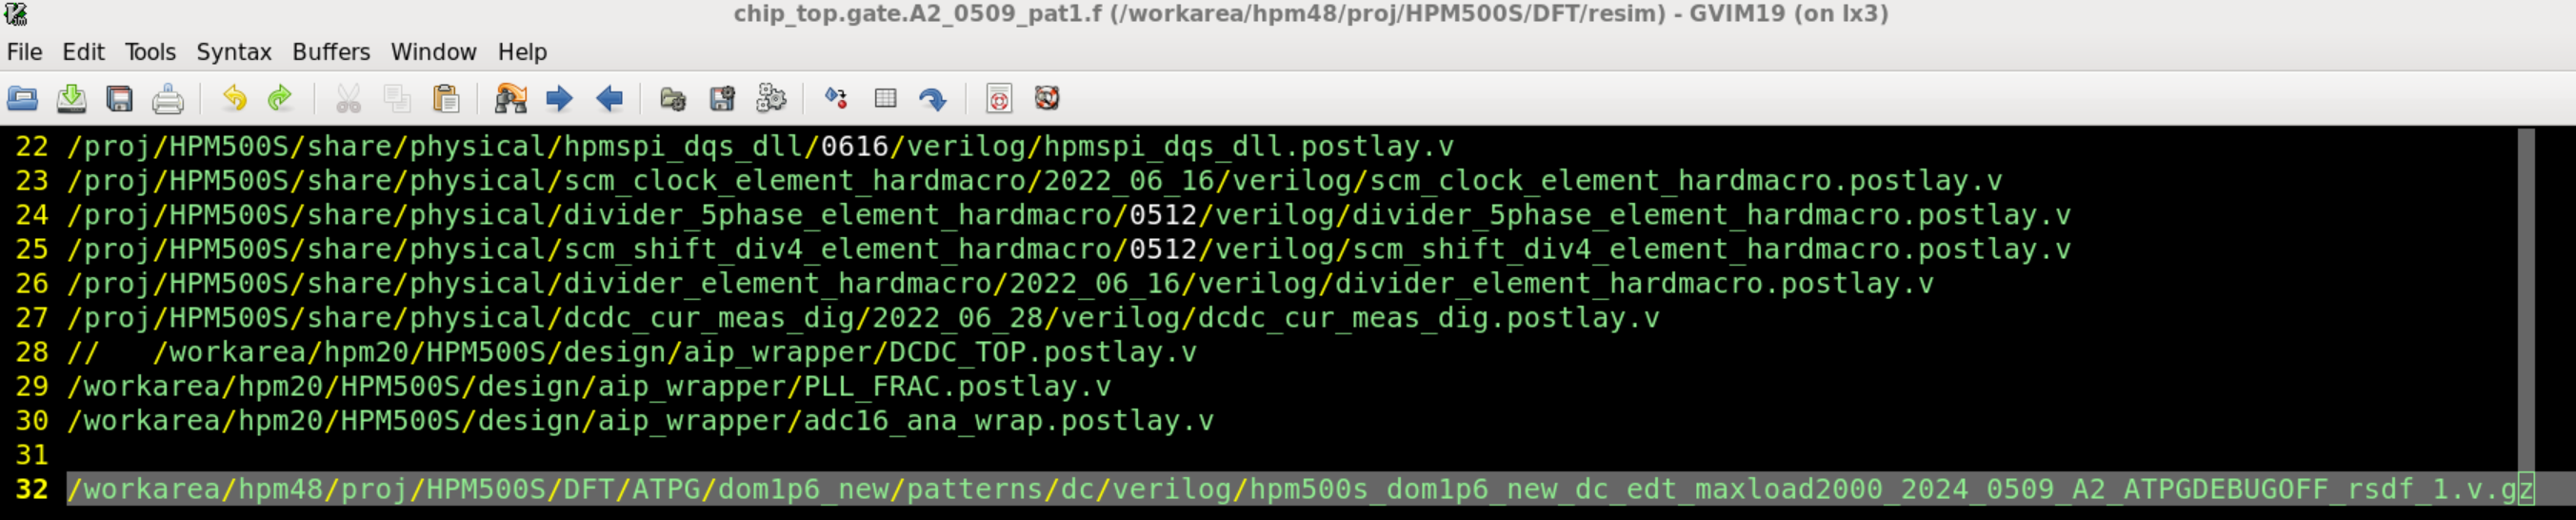 chip_top.gate.A2_0509_pat1.f (/workarea/hpm48/proj/HPM500S/DFT/resim) - GVIM19 (on lx3)
File Edit Tools Syntax Buffers Window Help
22 /proj/HPM500S/share/physical/hpmspi_dqs_dll/0616/verilog/hpmspi_dqs_dll.postlay.v
23 /proj/HPM500S/share/physical/scm_clock_element_hardmacro/2022_06_16/verilog/scm_clock_element_hardmacro.postlay.v
24 /proj/HPM500S/share/physical/divider_5phase_element_hardmacro/0512/verilog/divider_5phase_element_hardmacro.postlay.v
25 /proj/HPM500S/share/physical/scm_shift_div4_element_hardmacro/0512/verilog/scm_shift_div4_element_hardmacro.postlay.v
26 /proj/HPM500S/share/physical/divider_element_hardmacro/2022_06_16/verilog/divider_element_hardmacro.postlay.v
27 /proj/HPM500S/share/physical/dcdc_cur_meas_dig/2022_06_28/verilog/dcdc_cur_meas_dig.postlay.v
28 //   /workarea/hpm20/HPM500S/design/aip_wrapper/DCDC_TOP.postlay.v
29 /workarea/hpm20/HPM500S/design/aip_wrapper/PLL_FRAC.postlay.v
30 /workarea/hpm20/HPM500S/design/aip_wrapper/adc16_ana_wrap.postlay.v
31
32 /workarea/hpm48/proj/HPM500S/DFT/ATPG/dom1p6_new/patterns/dc/verilog/hpm500s_dom1p6_new_dc_edt_maxload2000_2024_0509_A2_ATPGDEBUGOFF_rsdf_1.v.gz